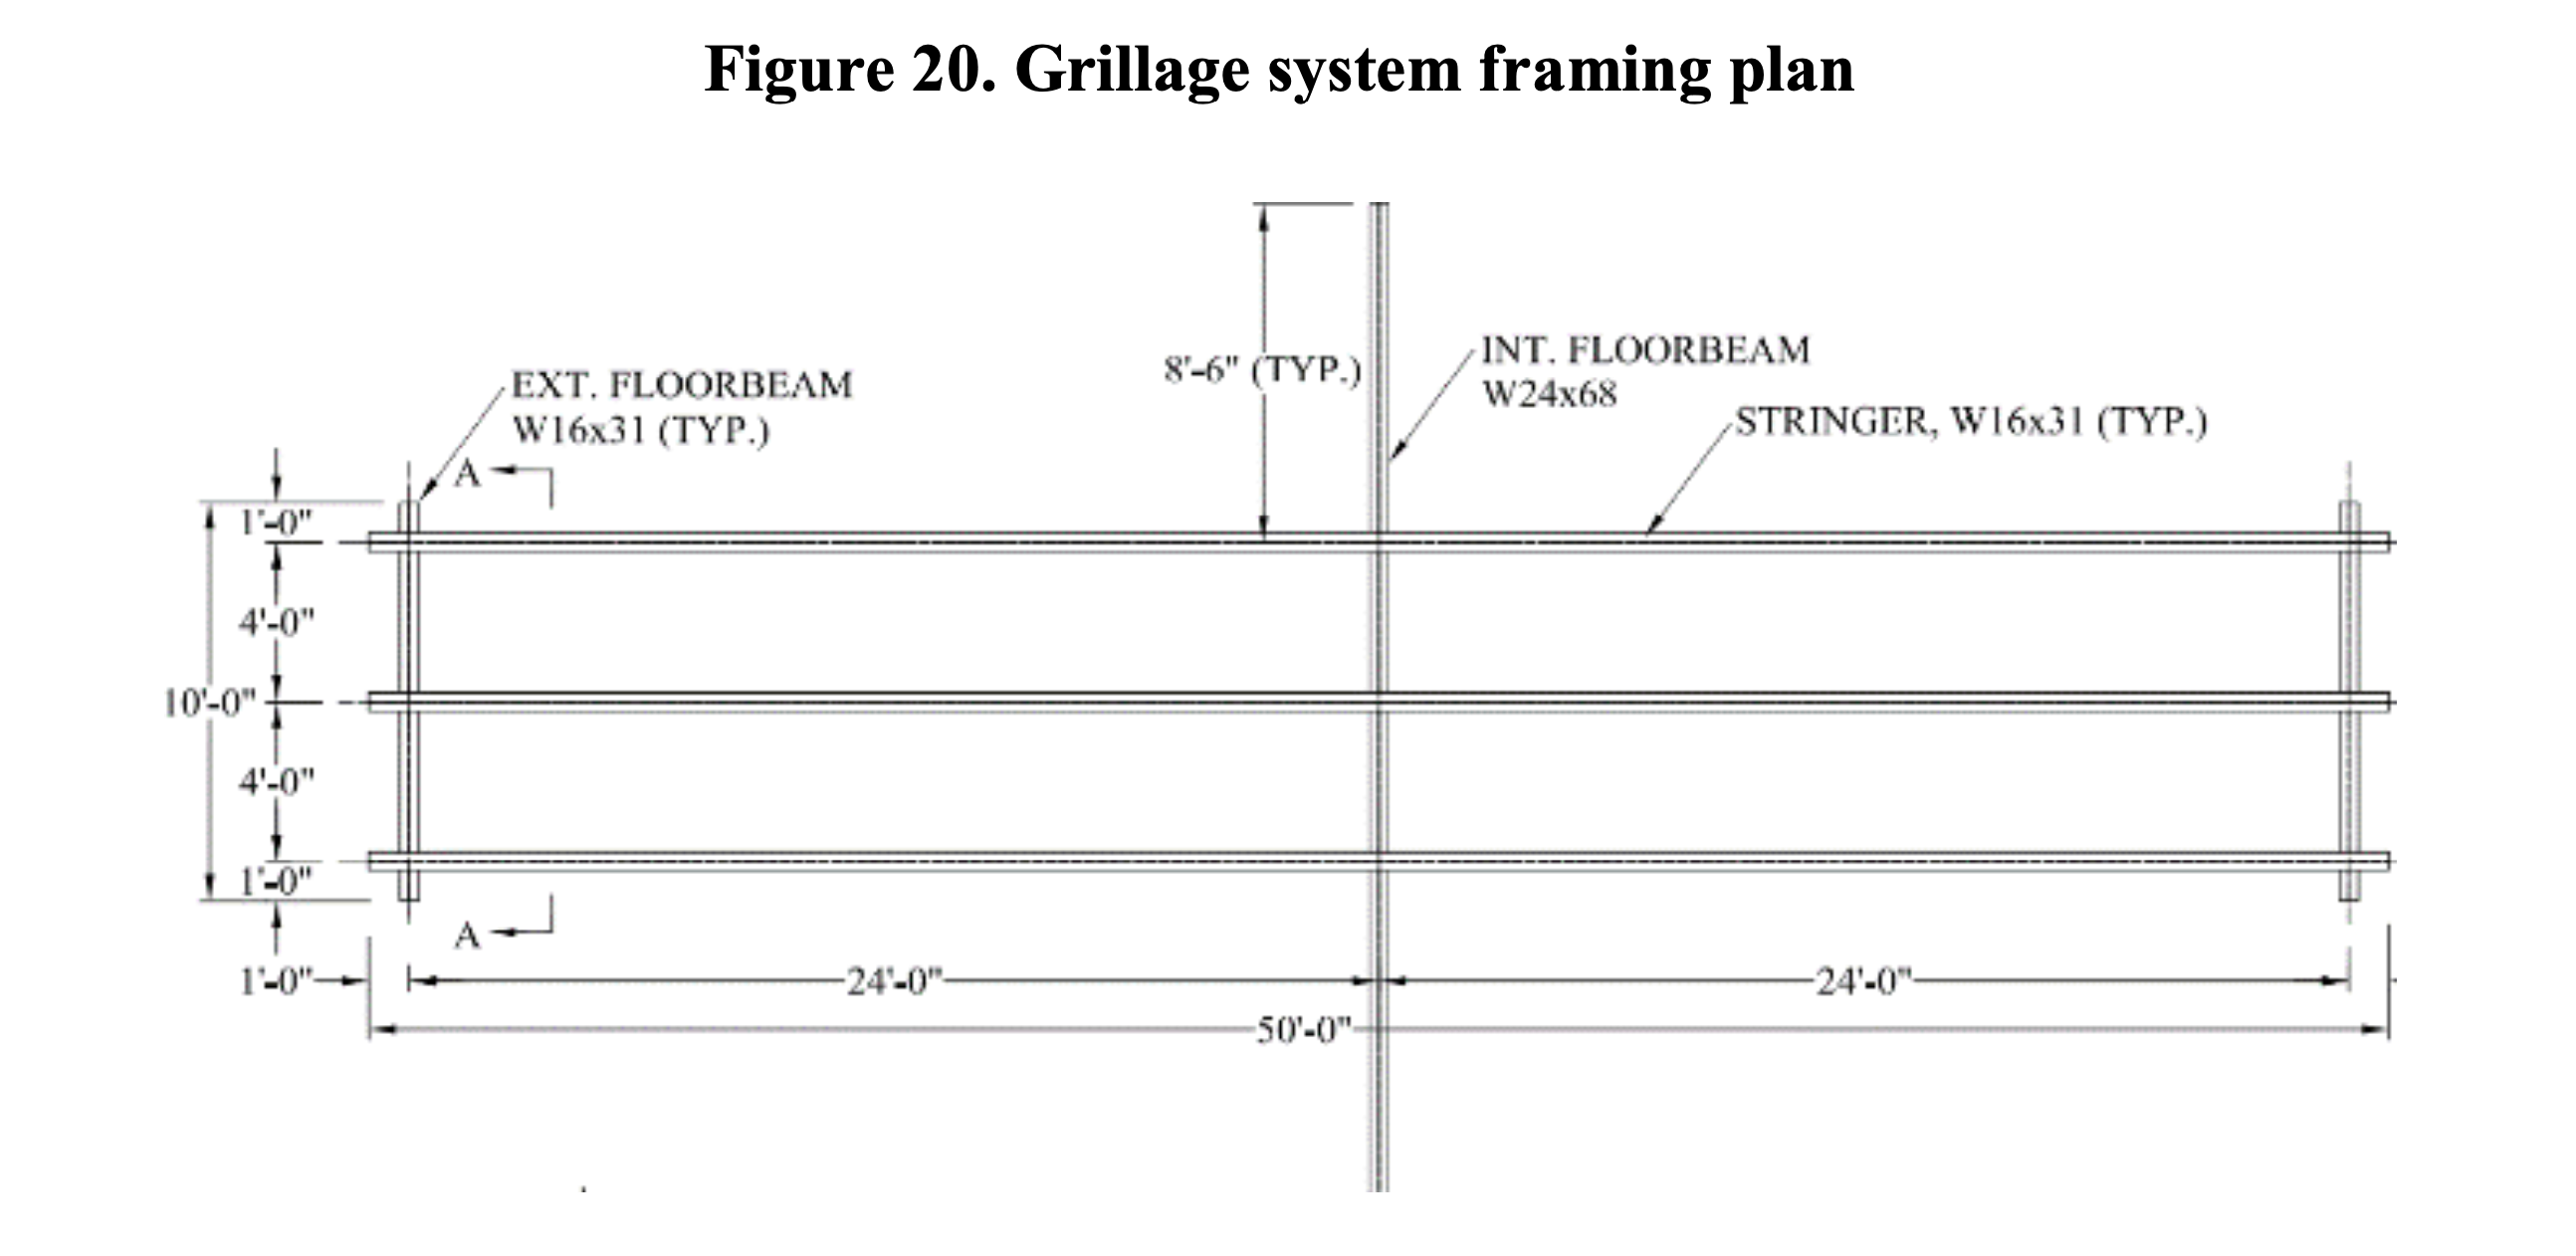 Figure 20. Grillage system framing plan
8'-6" (TYP.)
INT. FLOORBEAM
W24x68
EXT. FLOORBEAM
W16x31 (TYP.)
STRINGER, W16x31 (TYP.)
A
1'-0"
4'-0"
10'-0"
4'-0"
1'-0"
A
1'-0"
24'-0"
24'-0"
50'-0"